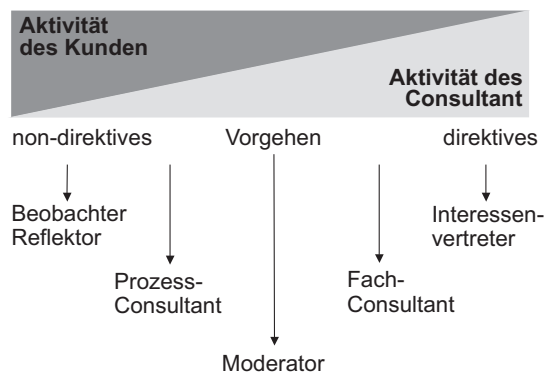 Aktivität
des Kunden
Aktivität des
Consultant
non-direktives Vorgehen direktives
Beobachter
Reflektor
Interessen-
vertreter
Prozess-
Consultant
Fach-
Consultant
Moderator